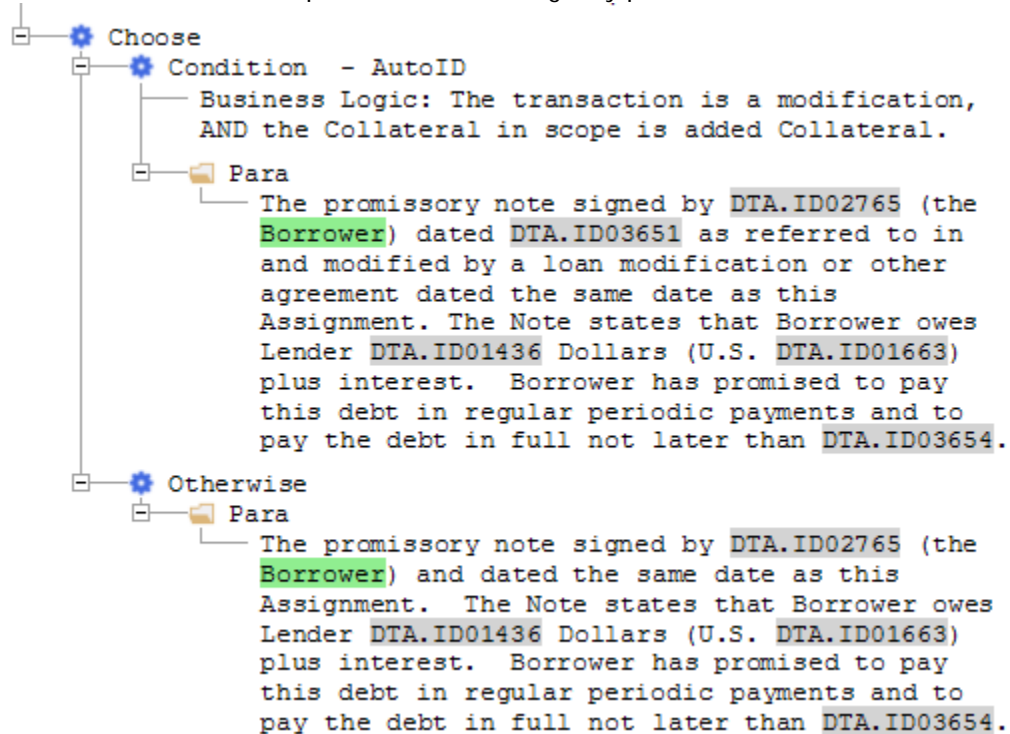 Choose
Condition  - AutoID
Business Logic: The transaction is a modification,
AND the Collateral in scope is added Collateral.
Para
The promissory note signed by DTA.ID02765 (the
Borrower) dated DTA.ID03651 as referred to in
and modified by a loan modification or other
agreement dated the same date as this
Assignment. The Note states that Borrower owes
Lender DTA.ID01436 Dollars (U.S. DTA.ID01663)
plus interest.  Borrower has promised to pay
this debt in regular periodic payments and to
pay the debt in full not later than DTA.ID03654.
Otherwise
Para
The promissory note signed by DTA.ID02765 (the
Borrower) and dated the same date as this
Assignment.  The Note states that Borrower owes
Lender DTA.ID01436 Dollars (U.S. DTA.ID01663)
plus interest.  Borrower has promised to pay
this debt in regular periodic payments and to
pay the debt in full not later than DTA.ID03654.